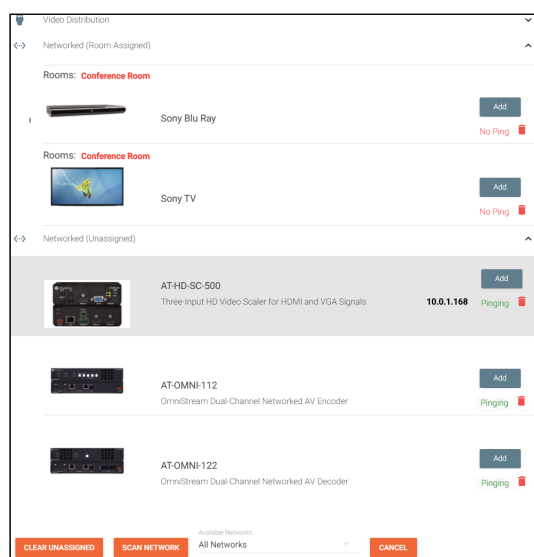 Video Distribution
Networked (Room Assigned)
Rooms: Conference Room
Add
Sony Blu Ray
No Ping
Rooms: Conference Room
Add
Sony TV
No Ping
Networked (Unassigned)
Add
AT-HD-SC-500
Three-Input HD Video Scaler for HDMI and VGA Signals 10.0.1.168 Pinging
Add
AT-OMNI-112
OmniStream Dual-Channel Networked AV Encoder Pinging
Add
AT-OMNI-122
OmniStream Dual-Channel Networked AV Decoder Pinging
Available Networks
CLEAR UNASSIGNED SCAN NETWORK All Networks CANCEL